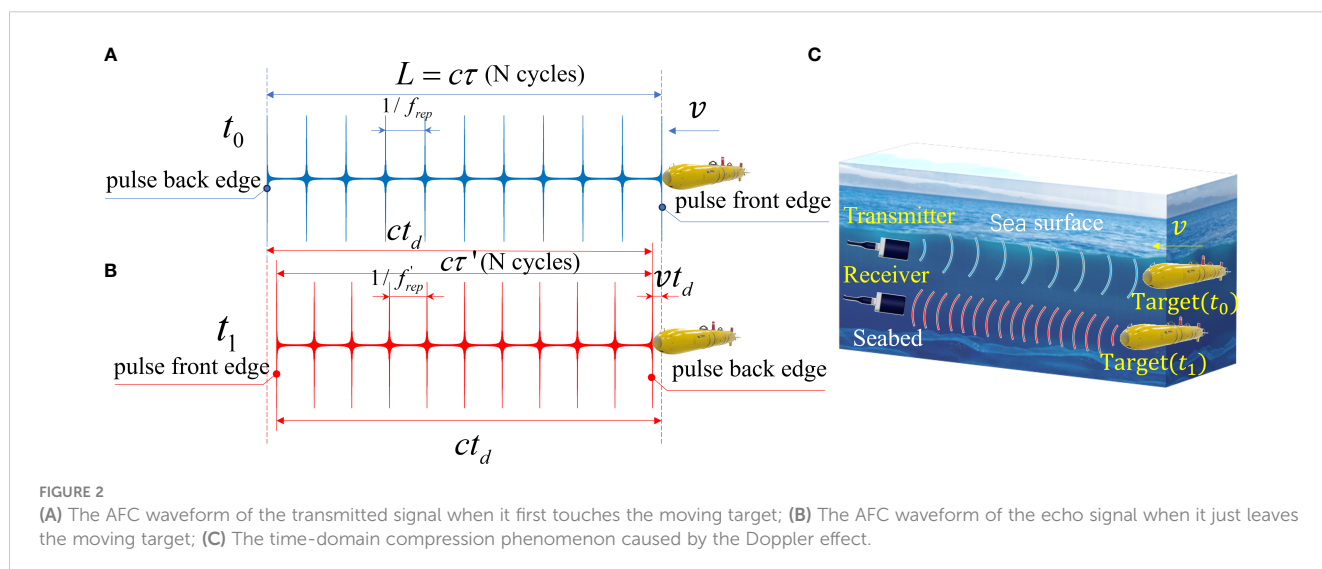 A
L = cτ (N cycles)
1/ f_rep
v
t_0
pulse back edge
pulse front edge
ct_d
B
cτ' (N cycles)
1/ f'_rep
vt_d
t_1
pulse front edge
pulse back edge
ct_d
C
Transmitter
Sea surface
v
Receiver
Target(t_0)
Seabed
Target(t_1)
FIGURE 2
(A) The AFC waveform of the transmitted signal when it first touches the moving target; (B) The AFC waveform of the echo signal when it just leaves
the moving target; (C) The time-domain compression phenomenon caused by the Doppler effect.